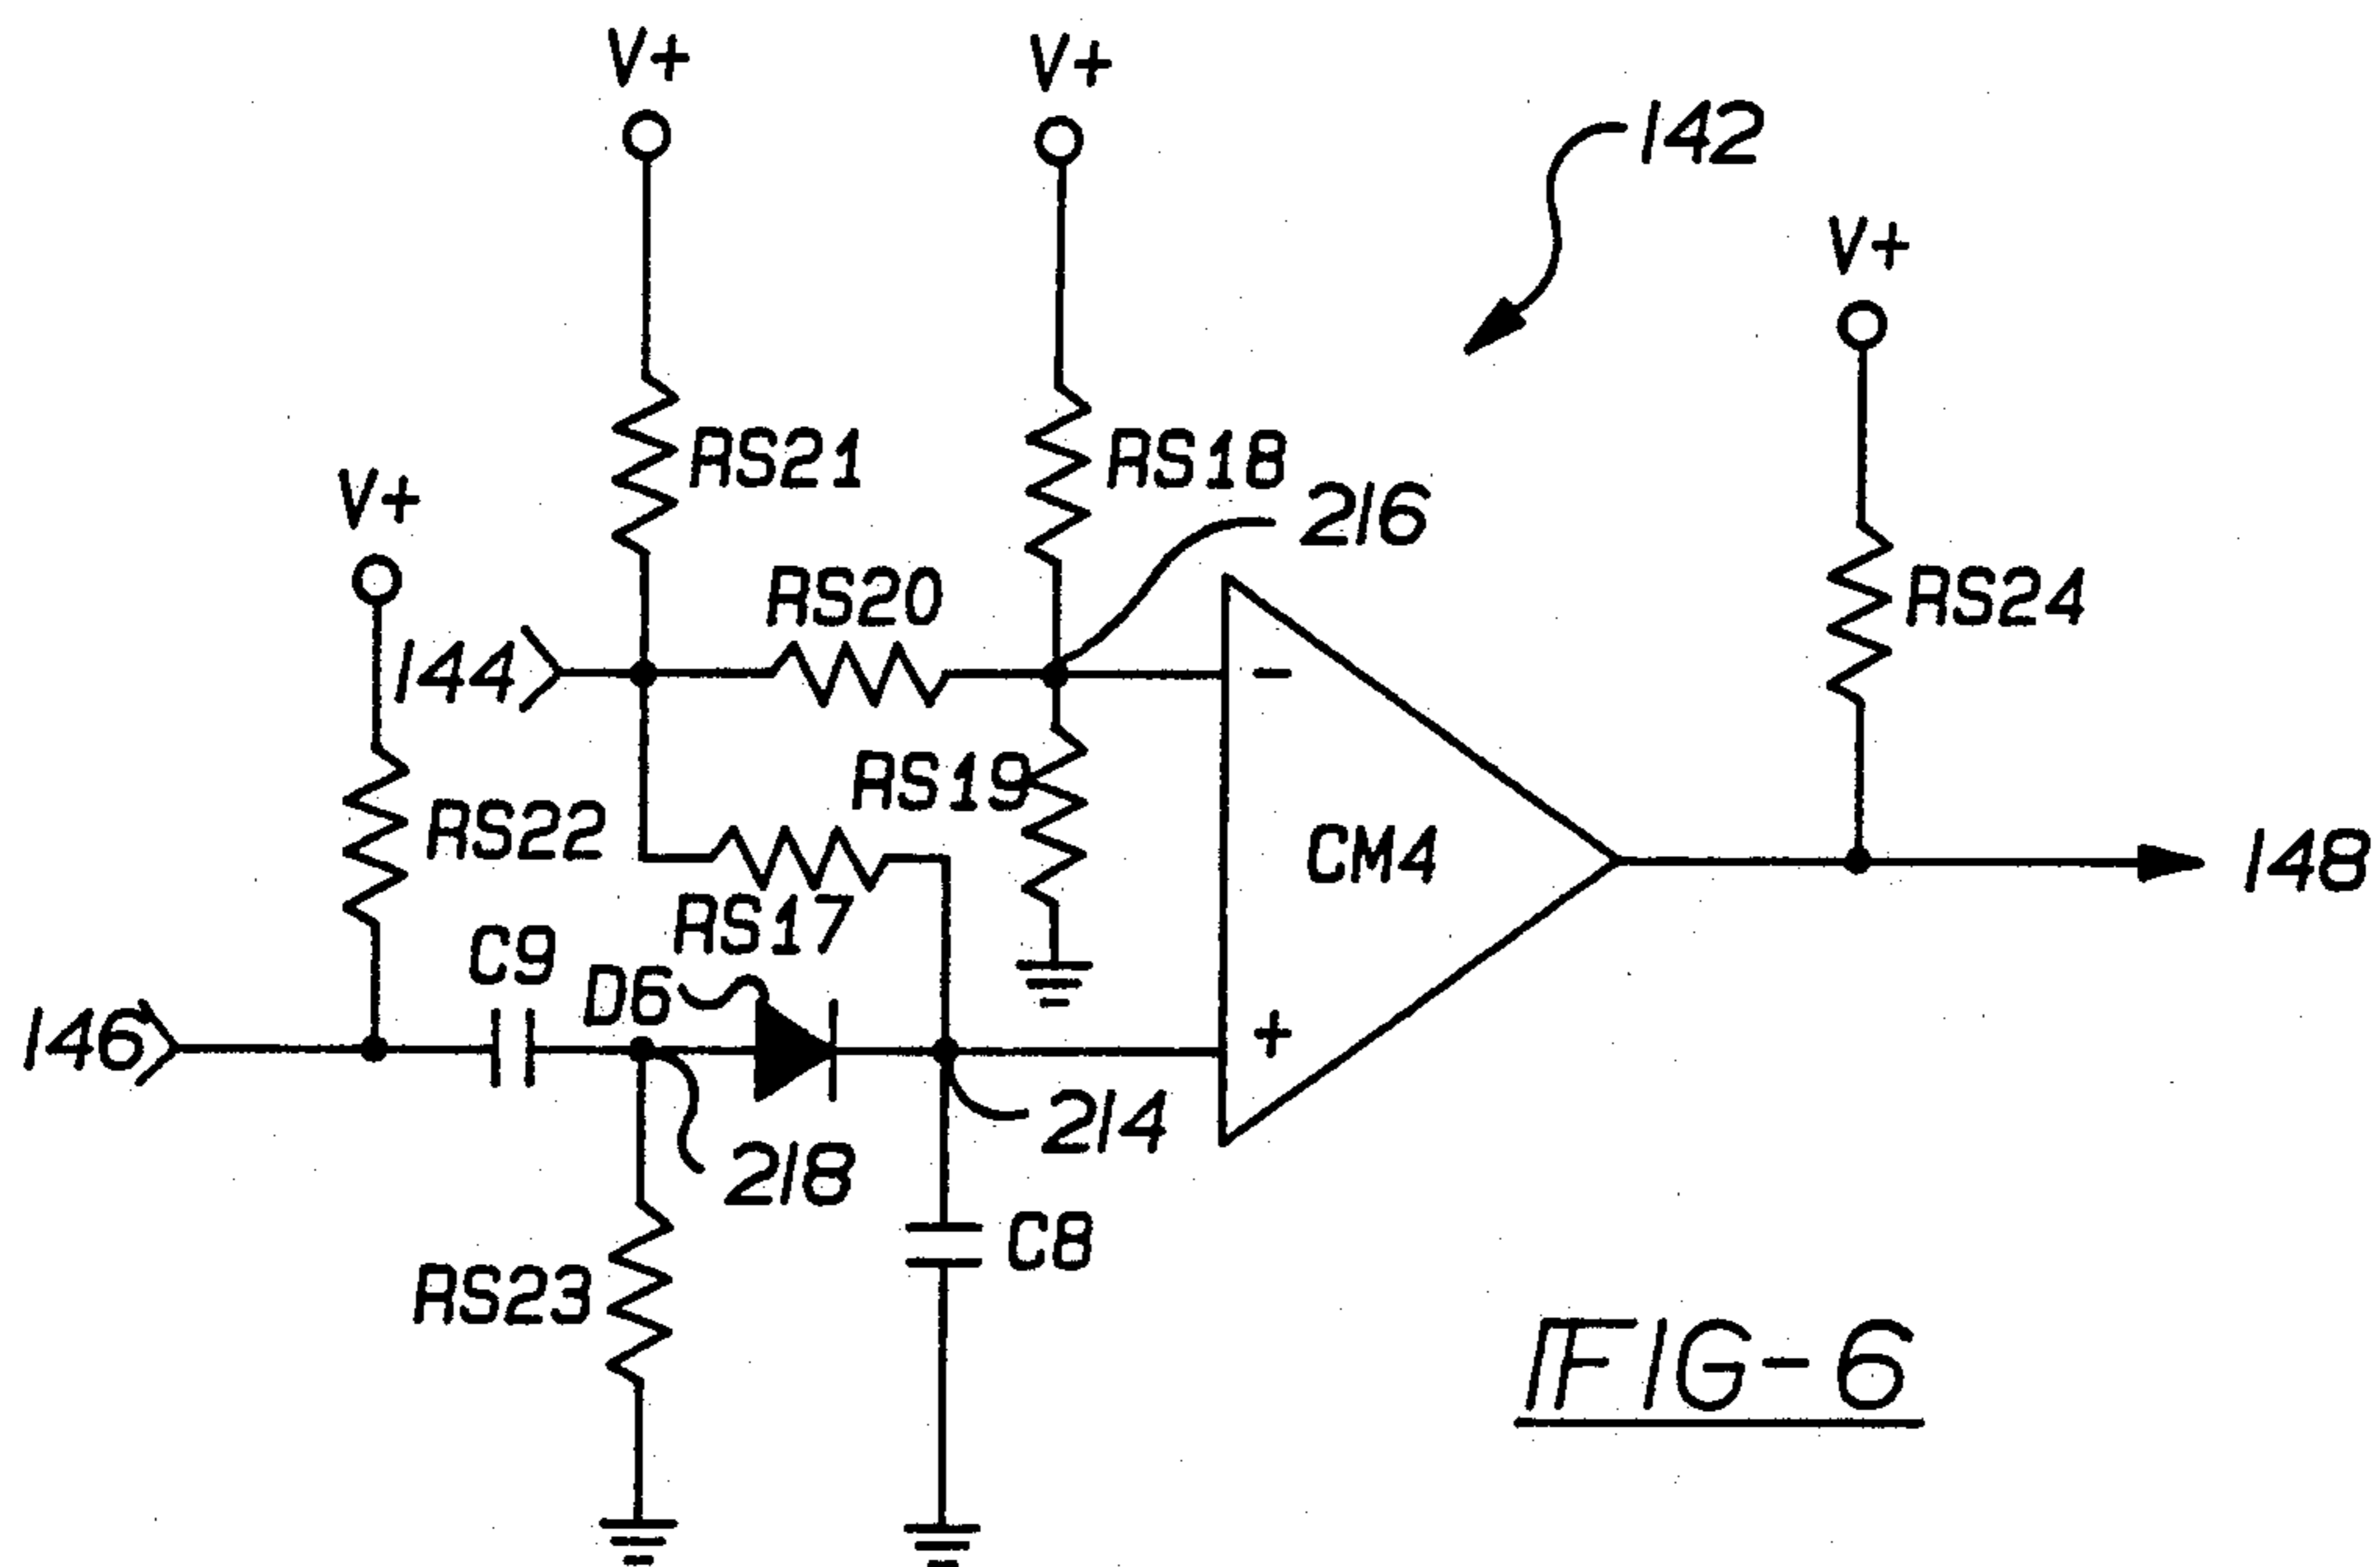 V+
V+
142
V+
RS21
RS18
V+
216
RS20
RS24
144
RS19
RS22
CM4
148
RS17
C9
D6
146
+
-
214
218
C8
RS23
FIG-6